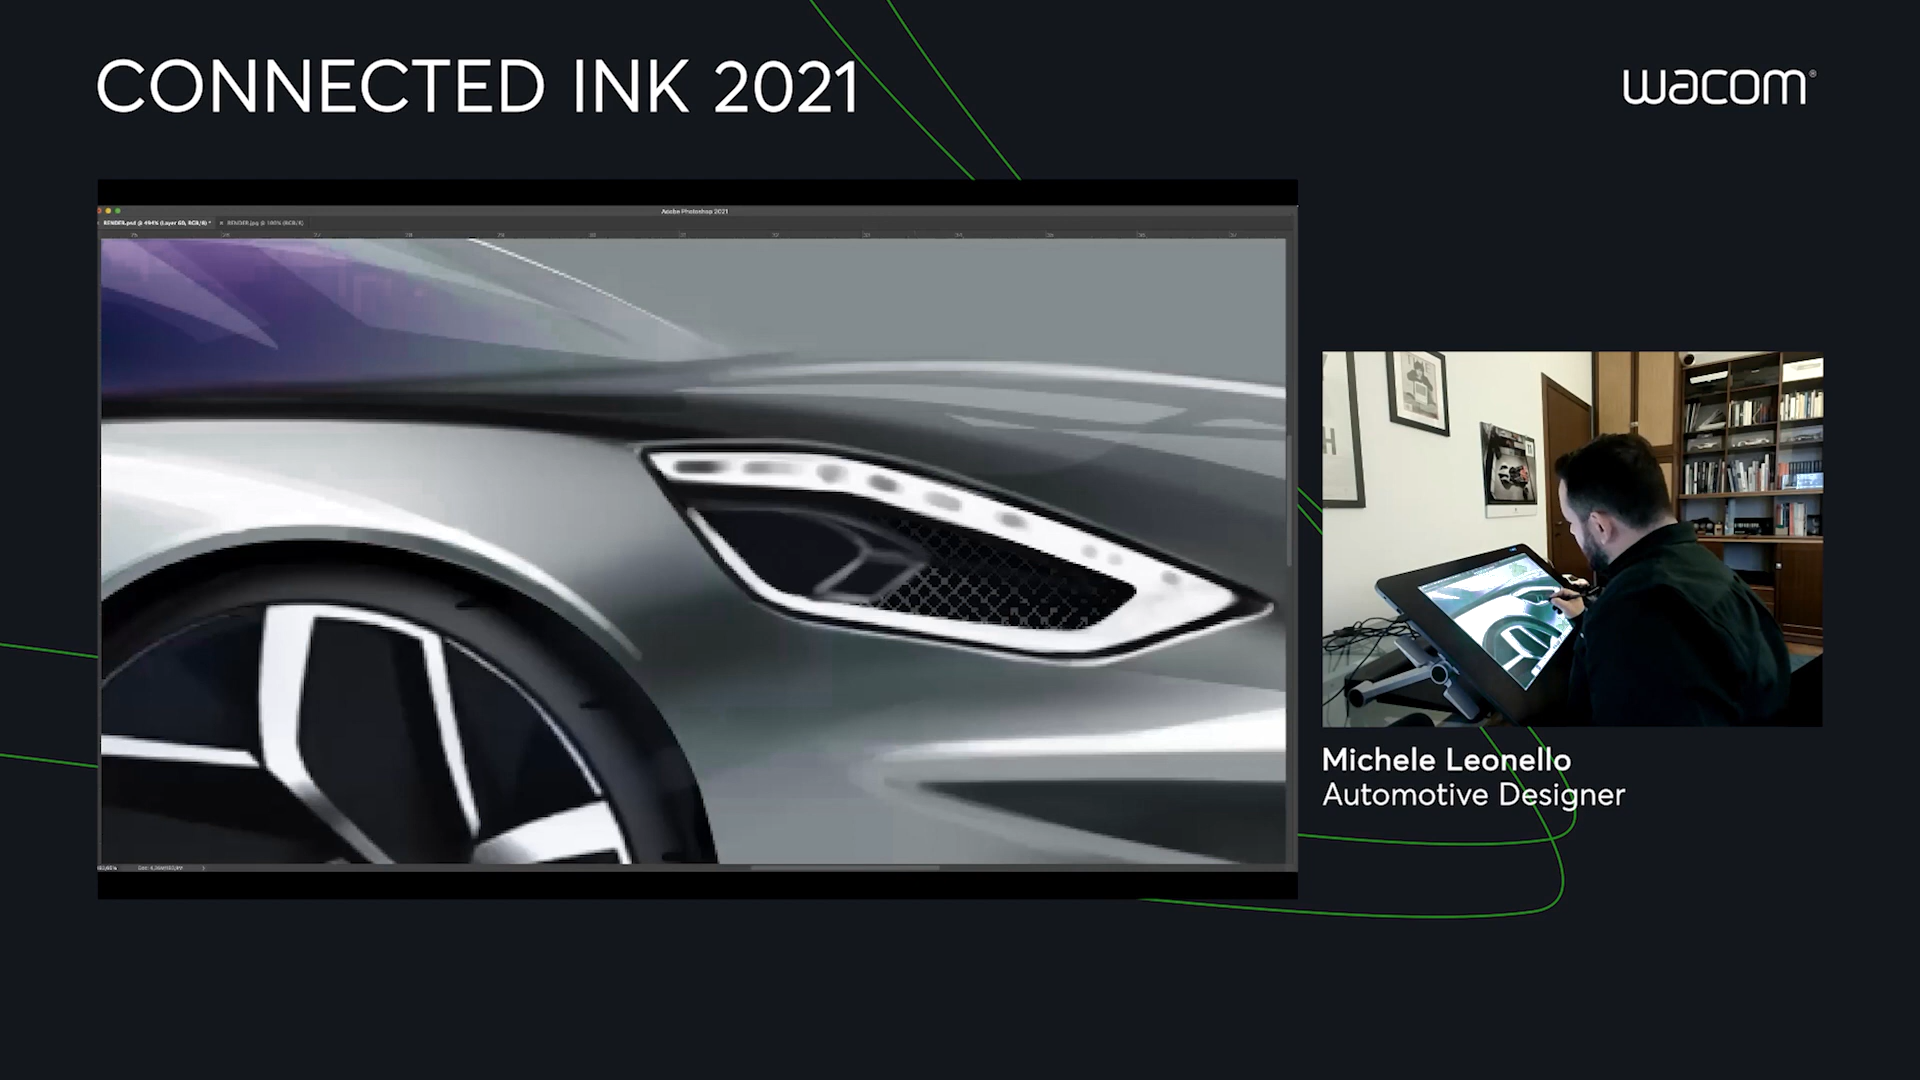 CONNECTED INK 2021
wacom®
Adobe Photoshop 2021
Michele Leonello
Automotive Designer